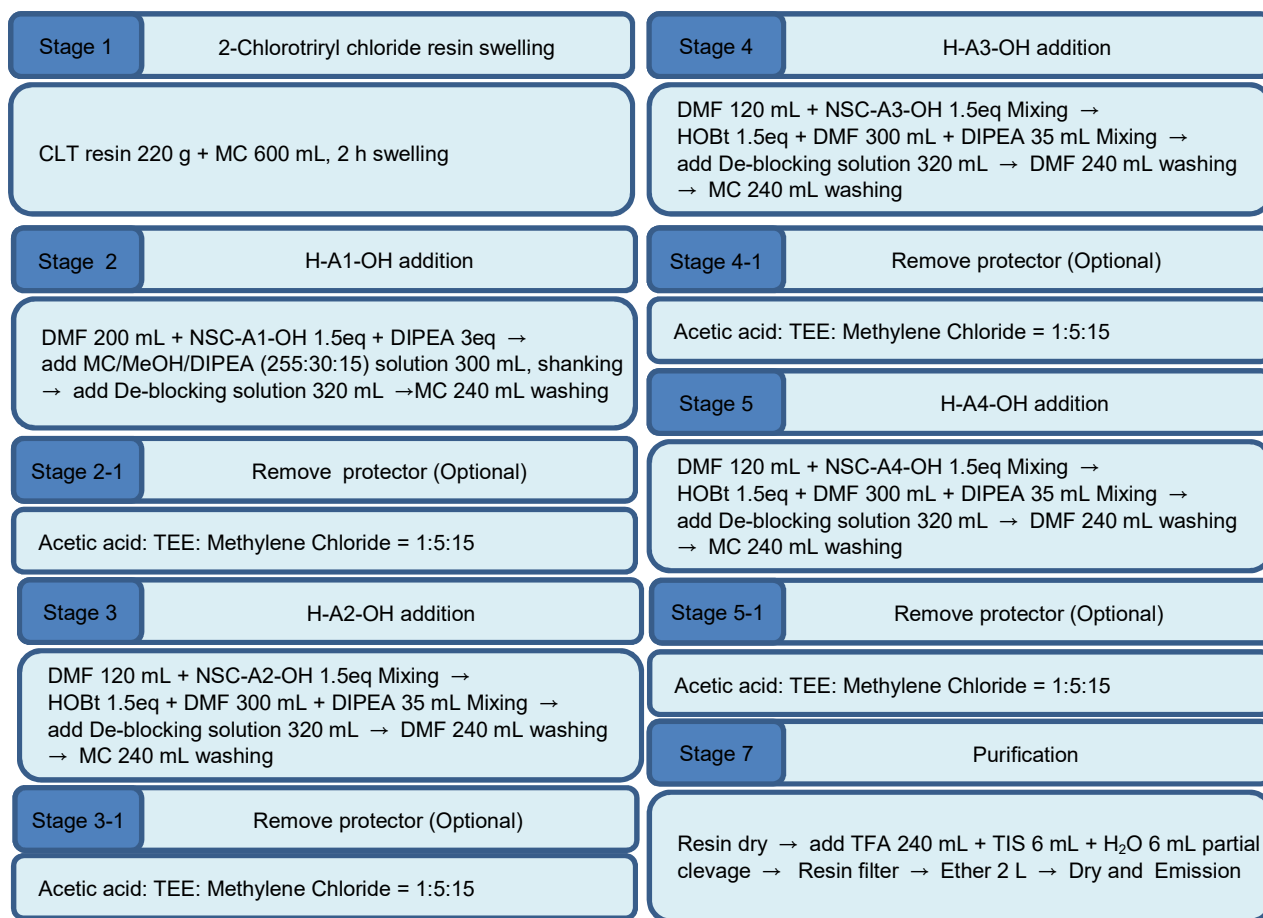 Stage 1
2-Chlorotriryl chloride resin swelling
CLT resin 220 g + MC 600 mL, 2 h swelling
Stage 2
H-A1-OH addition
DMF 200 mL + NSC-A1-OH 1.5eq + DIPEA 3eq →
add MC/MeOH/DIPEA (255:30:15) solution 300 mL, shanking
→ add De-blocking solution 320 mL →MC 240 mL washing
Stage 2-1
Remove protector (Optional)
Acetic acid: TEE: Methylene Chloride = 1:5:15
Stage 3
H-A2-OH addition
DMF 120 mL + NSC-A2-OH 1.5eq Mixing →
HOBt 1.5eq + DMF 300 mL + DIPEA 35 mL Mixing →
add De-blocking solution 320 mL → DMF 240 mL washing
→ MC 240 mL washing
Stage 3-1
Remove protector (Optional)
Acetic acid: TEE: Methylene Chloride = 1:5:15
Stage 4
H-A3-OH addition
DMF 120 mL + NSC-A3-OH 1.5eq Mixing →
HOBt 1.5eq + DMF 300 mL + DIPEA 35 mL Mixing →
add De-blocking solution 320 mL → DMF 240 mL washing
→ MC 240 mL washing
Stage 4-1
Remove protector (Optional)
Acetic acid: TEE: Methylene Chloride = 1:5:15
Stage 5
H-A4-OH addition
DMF 120 mL + NSC-A4-OH 1.5eq Mixing →
HOBt 1.5eq + DMF 300 mL + DIPEA 35 mL Mixing →
add De-blocking solution 320 mL → DMF 240 mL washing
→ MC 240 mL washing
Stage 5-1
Remove protector (Optional)
Acetic acid: TEE: Methylene Chloride = 1:5:15
Stage 7
Purification
Resin dry → add TFA 240 mL + TIS 6 mL + H₂O 6 mL partial
clevage → Resin filter → Ether 2 L → Dry and Emission